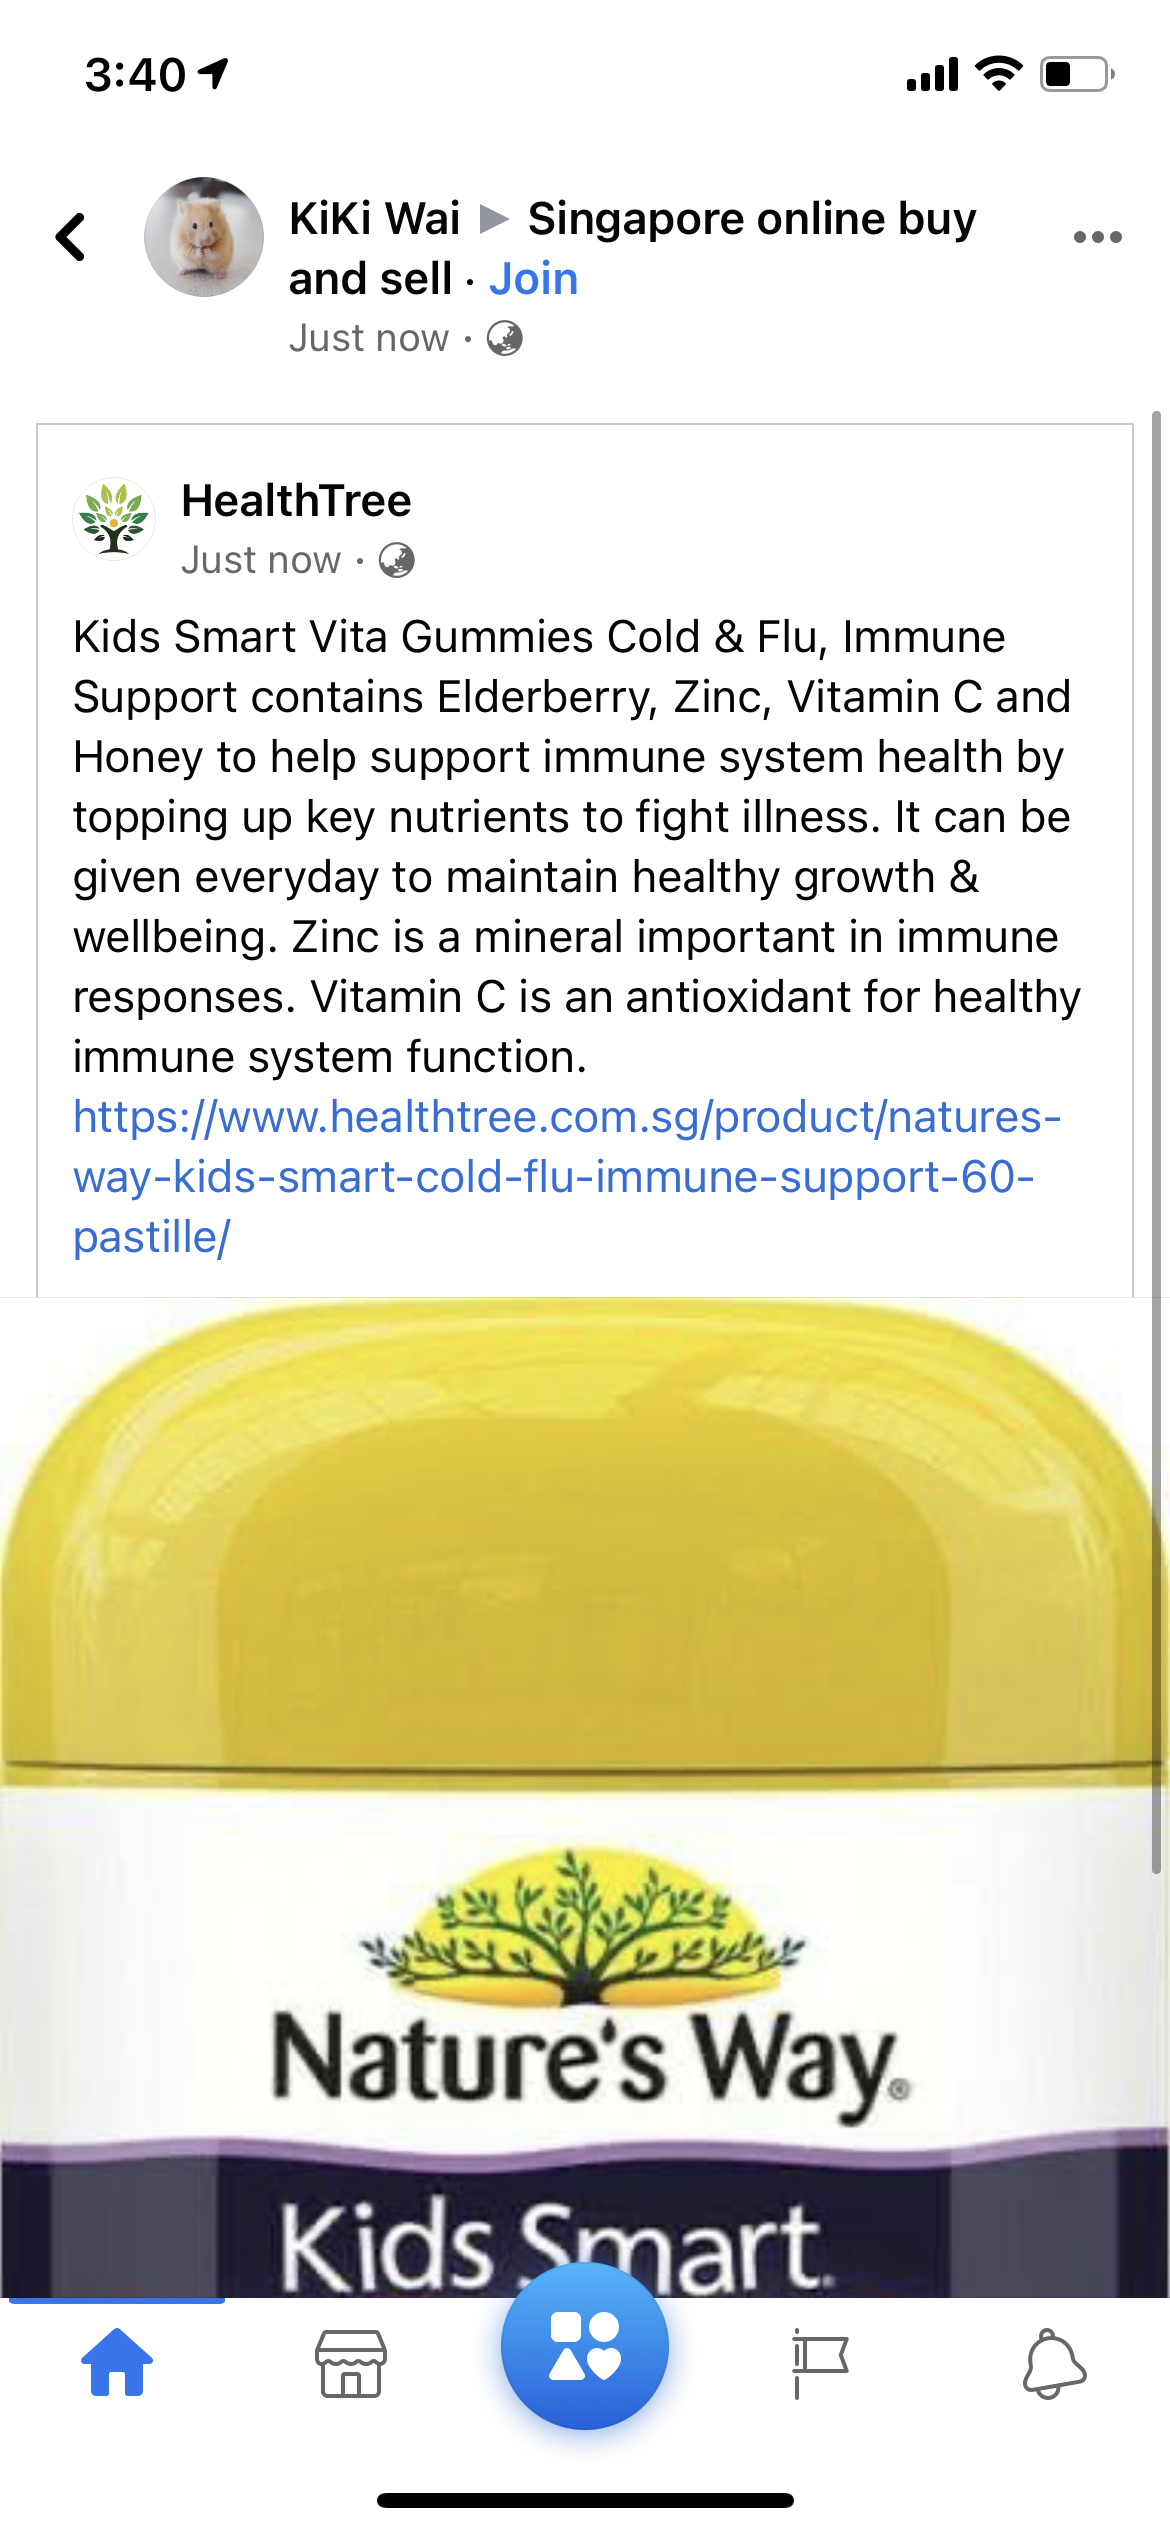 3:40
KiKi Wai ▶ Singapore online buy
and sell · Join
Just now ·
HealthTree
Just now ·
Kids Smart Vita Gummies Cold & Flu, Immune
Support contains Elderberry, Zinc, Vitamin C and
Honey to help support immune system health by
topping up key nutrients to fight illness. It can be
given everyday to maintain healthy growth &
wellbeing. Zinc is a mineral important in immune
responses. Vitamin C is an antioxidant for healthy
immune system function.
https://www.healthtree.com.sg/product/natures-
way-kids-smart-cold-flu-immune-support-60-
pastille/
Nature's Way®
Kids Smart